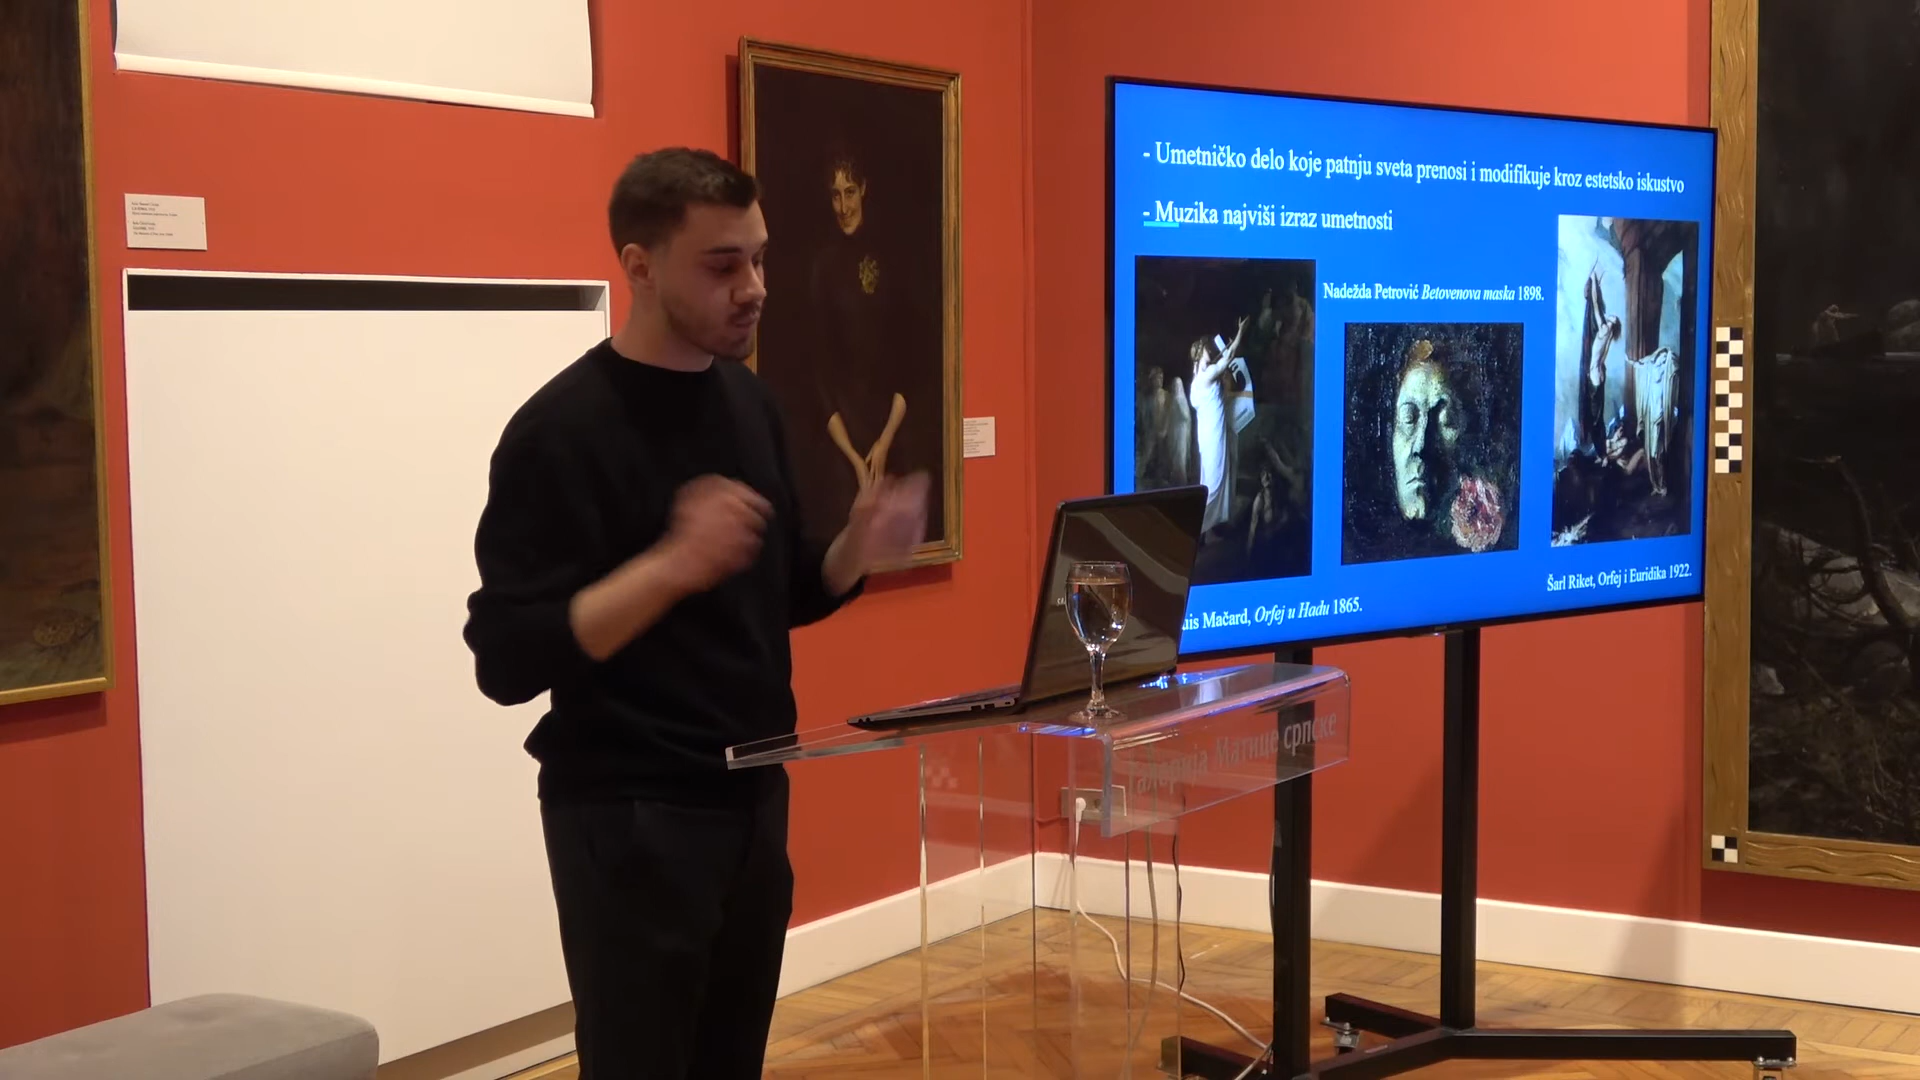 - Umetničko delo koje patnju sveta prenosi i modifikuje kroz estetsko iskustvo
- Muzika najviši izraz umetnosti
Nadežda Petrović Betovenova maska 1898.
Šarl Riket, Orfej i Euridika 1922.
Mačard, Orfej u Hadu 1865.
Галерија Матице српске